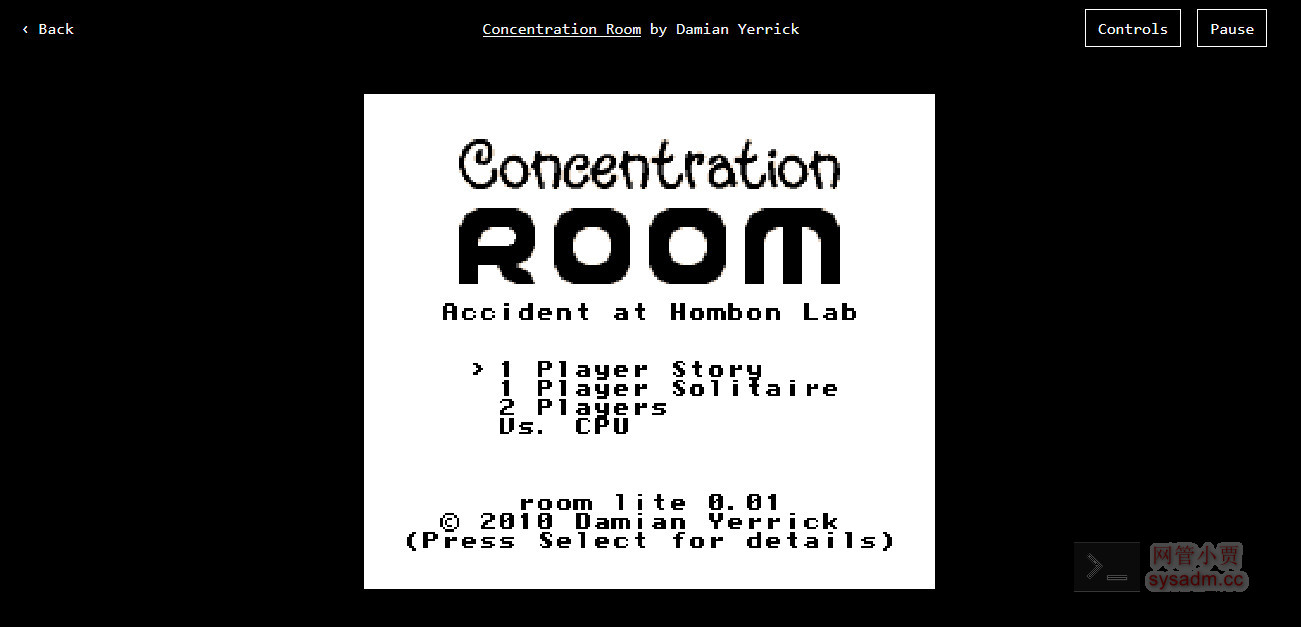 ‹ Back
Concentration Room by Damian Yerrick
Controls
Pause
Concentration
ROOM
Accident at Hombon Lab
> 1 Player Story
1 Player Solitaire
2 Players
Vs. CPU
room lite 0.01
© 2010 Damian Yerrick
(Press Select for details)
>_
网管小贾
sysadm.cc